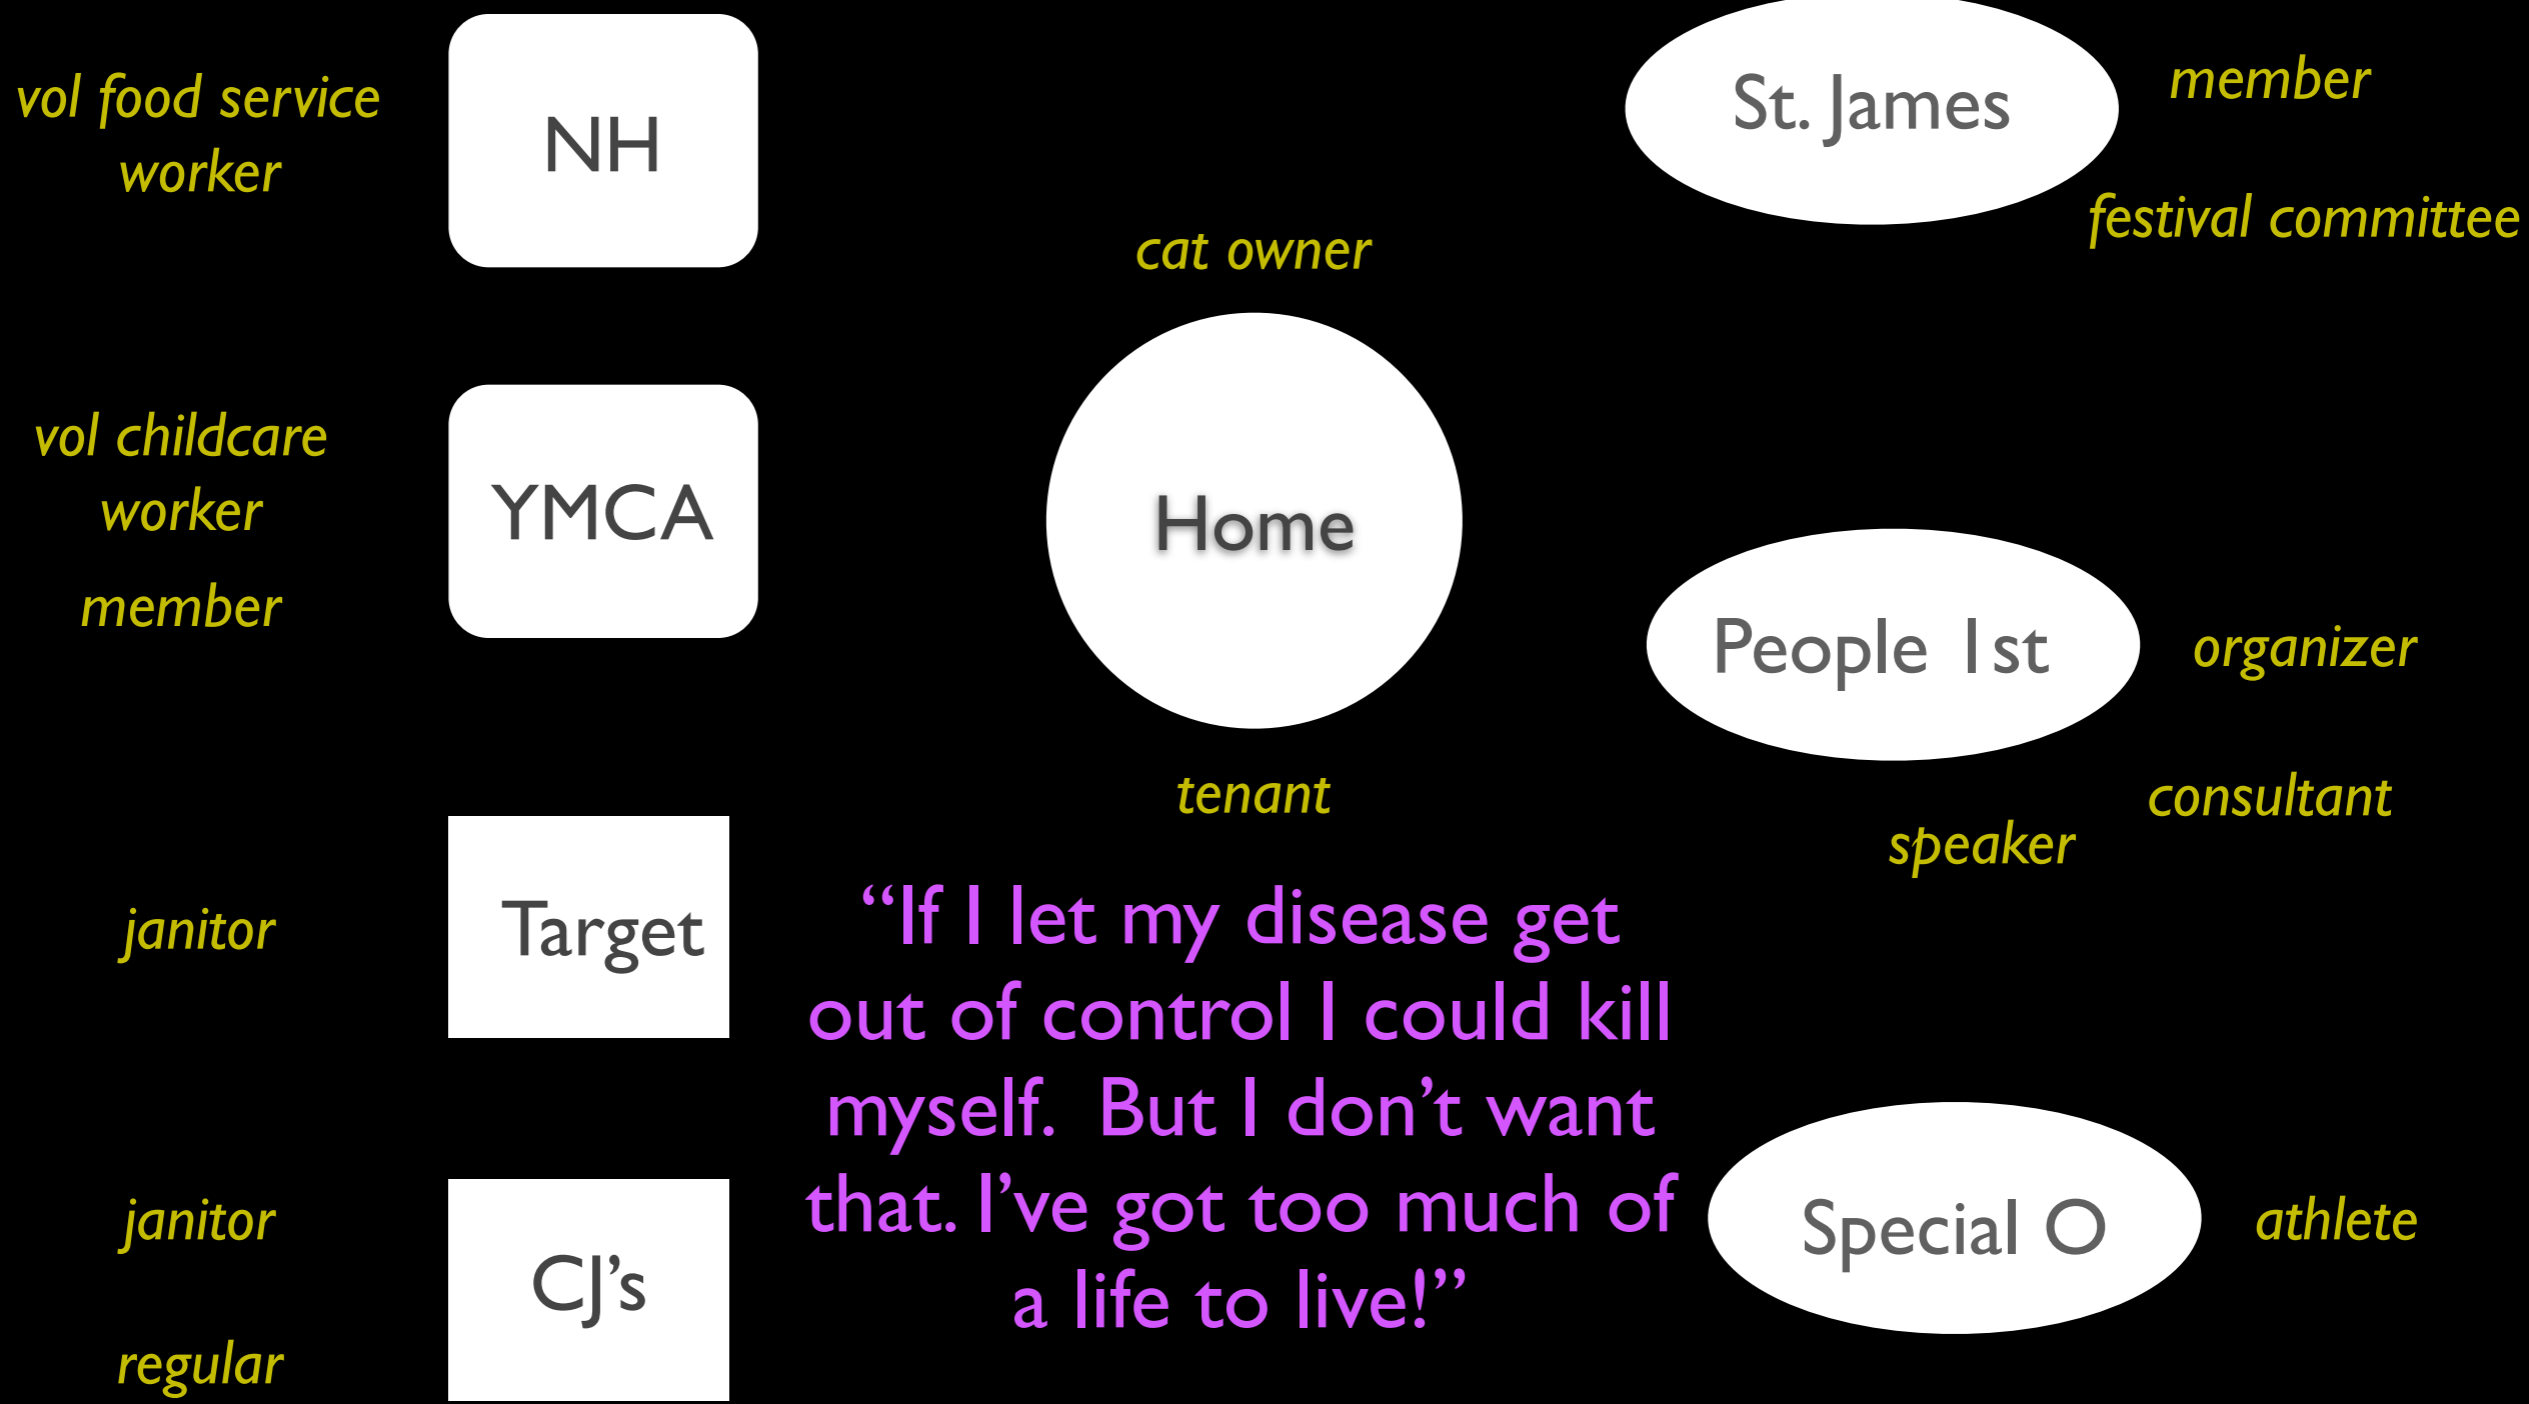 vol food service
worker
NH
vol childcare
worker
member
YMCA
janitor
Target
janitor
regular
CJ’s
cat owner
Home
tenant
“If I let my disease get
out of control I could kill
myself.  But I don’t want
that. I’ve got too much of
a life to live!”
St. James
member
festival committee
People 1st
organizer
consultant
speaker
Special O
athlete